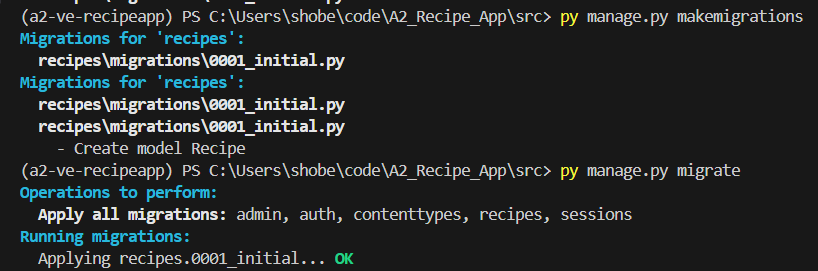 (a2-ve-recipeapp) PS C:\Users\shobe\code\A2_Recipe_App\src> py manage.py makemigrations
Migrations for 'recipes':
  recipes\migrations\0001_initial.py
Migrations for 'recipes':
  recipes\migrations\0001_initial.py
  recipes\migrations\0001_initial.py
    - Create model Recipe
(a2-ve-recipeapp) PS C:\Users\shobe\code\A2_Recipe_App\src> py manage.py migrate
Operations to perform:
  Apply all migrations: admin, auth, contenttypes, recipes, sessions
Running migrations:
  Applying recipes.0001_initial... OK